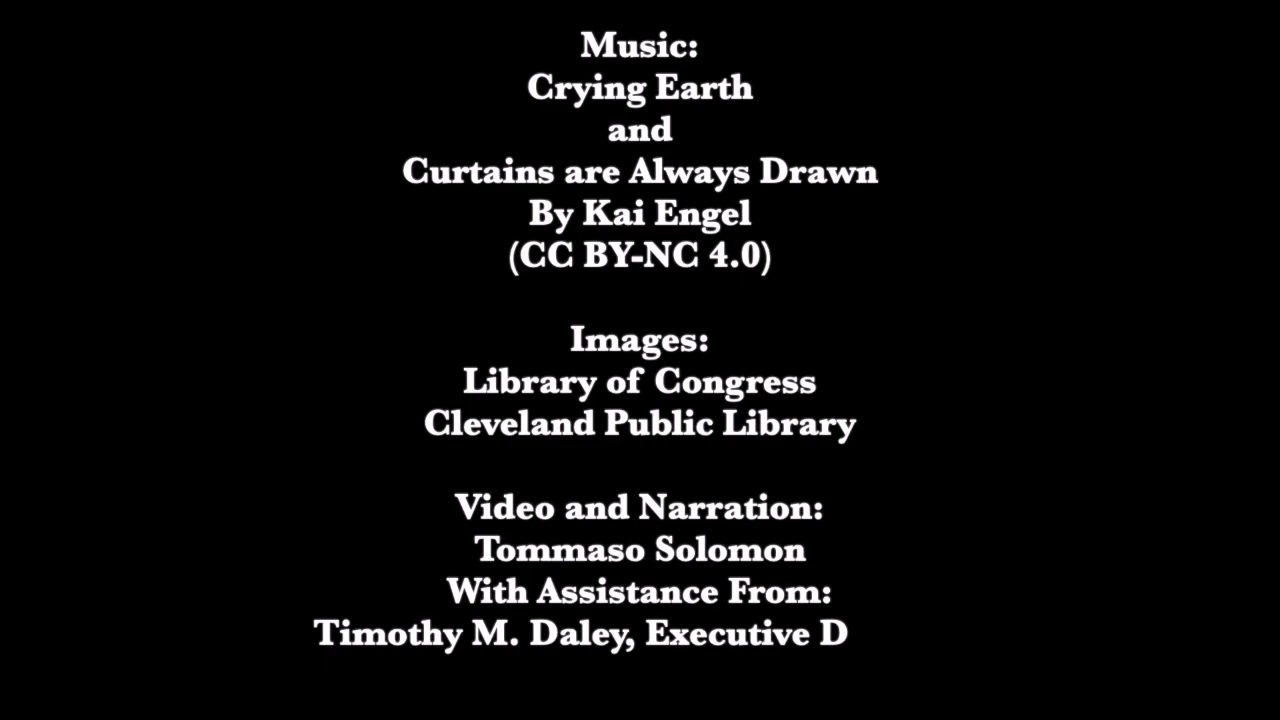 Music:
Crying Earth
and
Curtains are Always Drawn
By Kai Engel
(CC BY-NC 4.0)
Images:
Library of Congress
Cleveland Public Library
Video and Narration:
Tommaso Solomon
With Assistance From:
Timothy M. Daley, Executive D